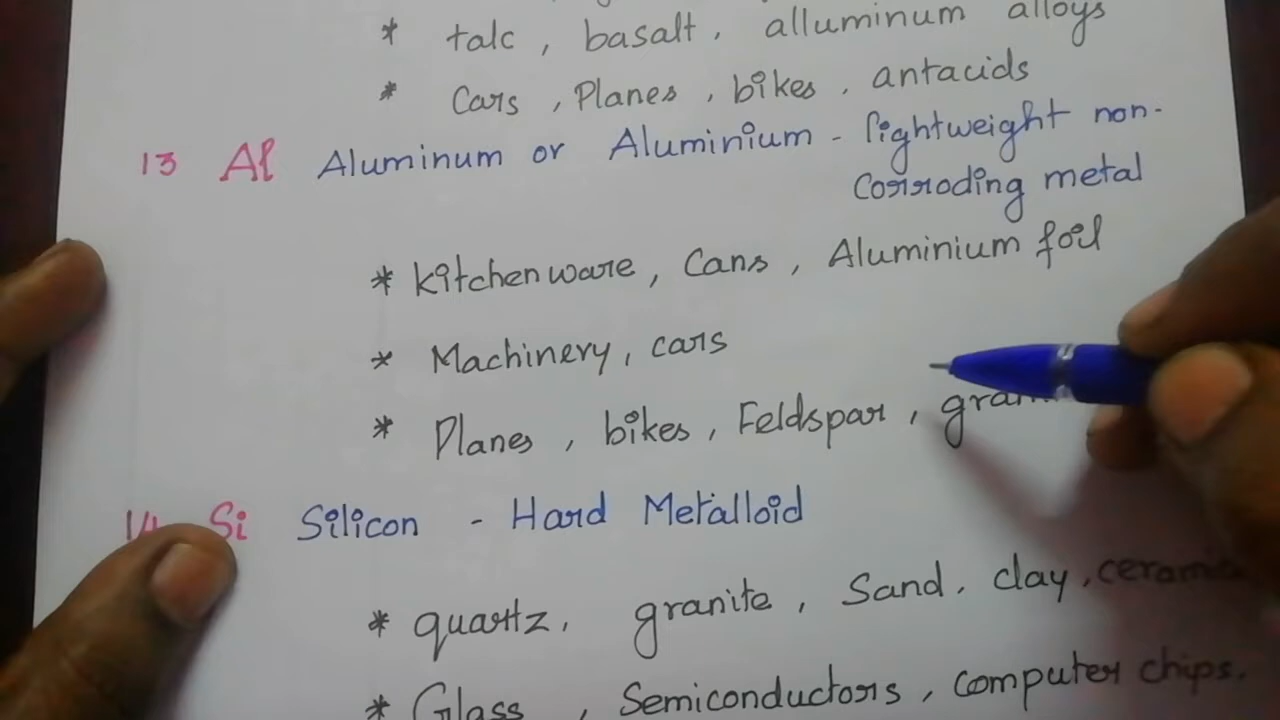 * talc , basalt , alluminum alloys
* Cars , Planes , bikes , antacids
13 Al Aluminum or Aluminium - lightweight non-
Corroding metal
* Kitchenware , Cans , Aluminium foil
* Machinery , cars
* Planes , bikes , Feldspar ,
Si Silicon - Hard Metalloid
* quartz , granite , Sand , clay ,
* Glass , Semiconductors , computer chips.